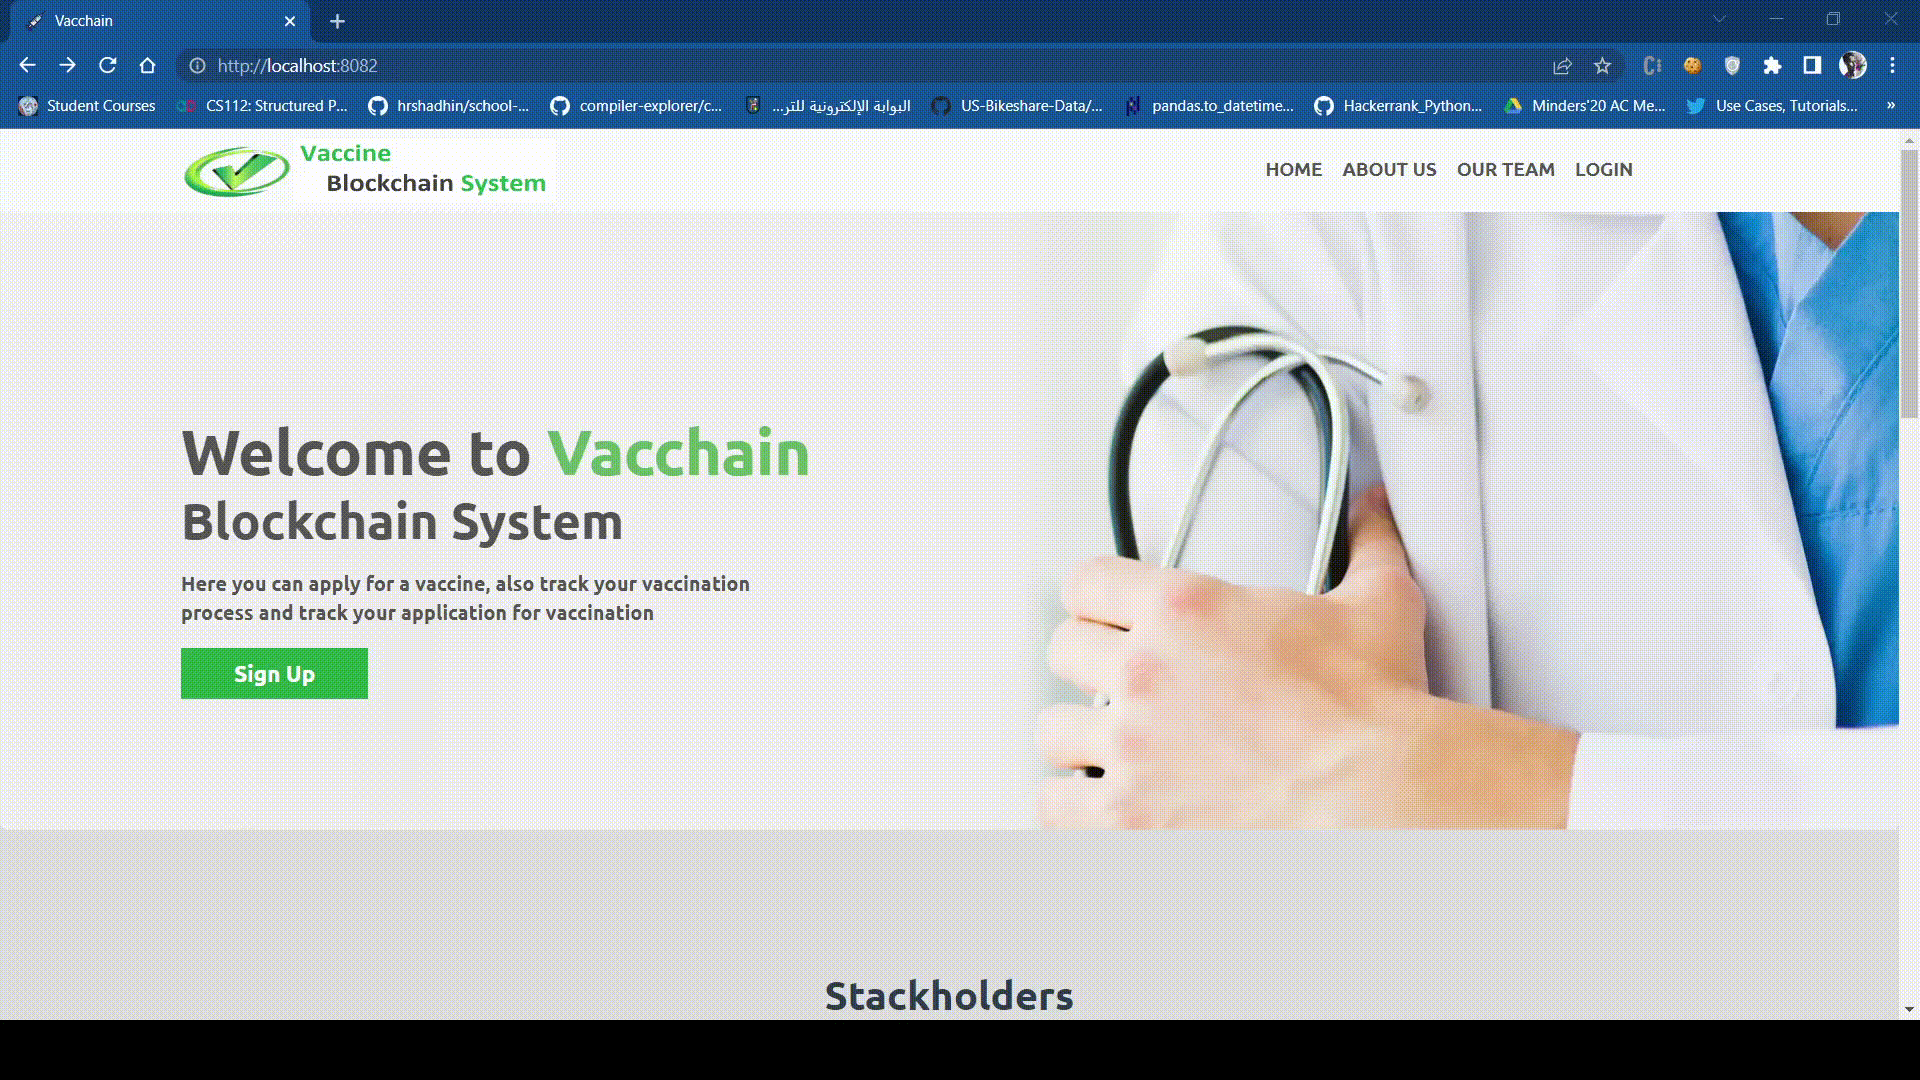 Vacchain
http://localhost:8082
Student Courses
CS112: Structured P...
hrshadhin/school-...
compiler-explorer/c...
البوابة الإلكترونية للتر...
US-Bikeshare-Data/...
pandas.to_datetime...
Hackerrank_Python...
Minders'20 AC Me...
Use Cases, Tutorials...
»
Vaccine
Blockchain System
HOME
ABOUT US
OUR TEAM
LOGIN
Welcome to Vacchain
Blockchain System
Here you can apply for a vaccine, also track your vaccination
process and track your application for vaccination
Sign Up
Stackholders